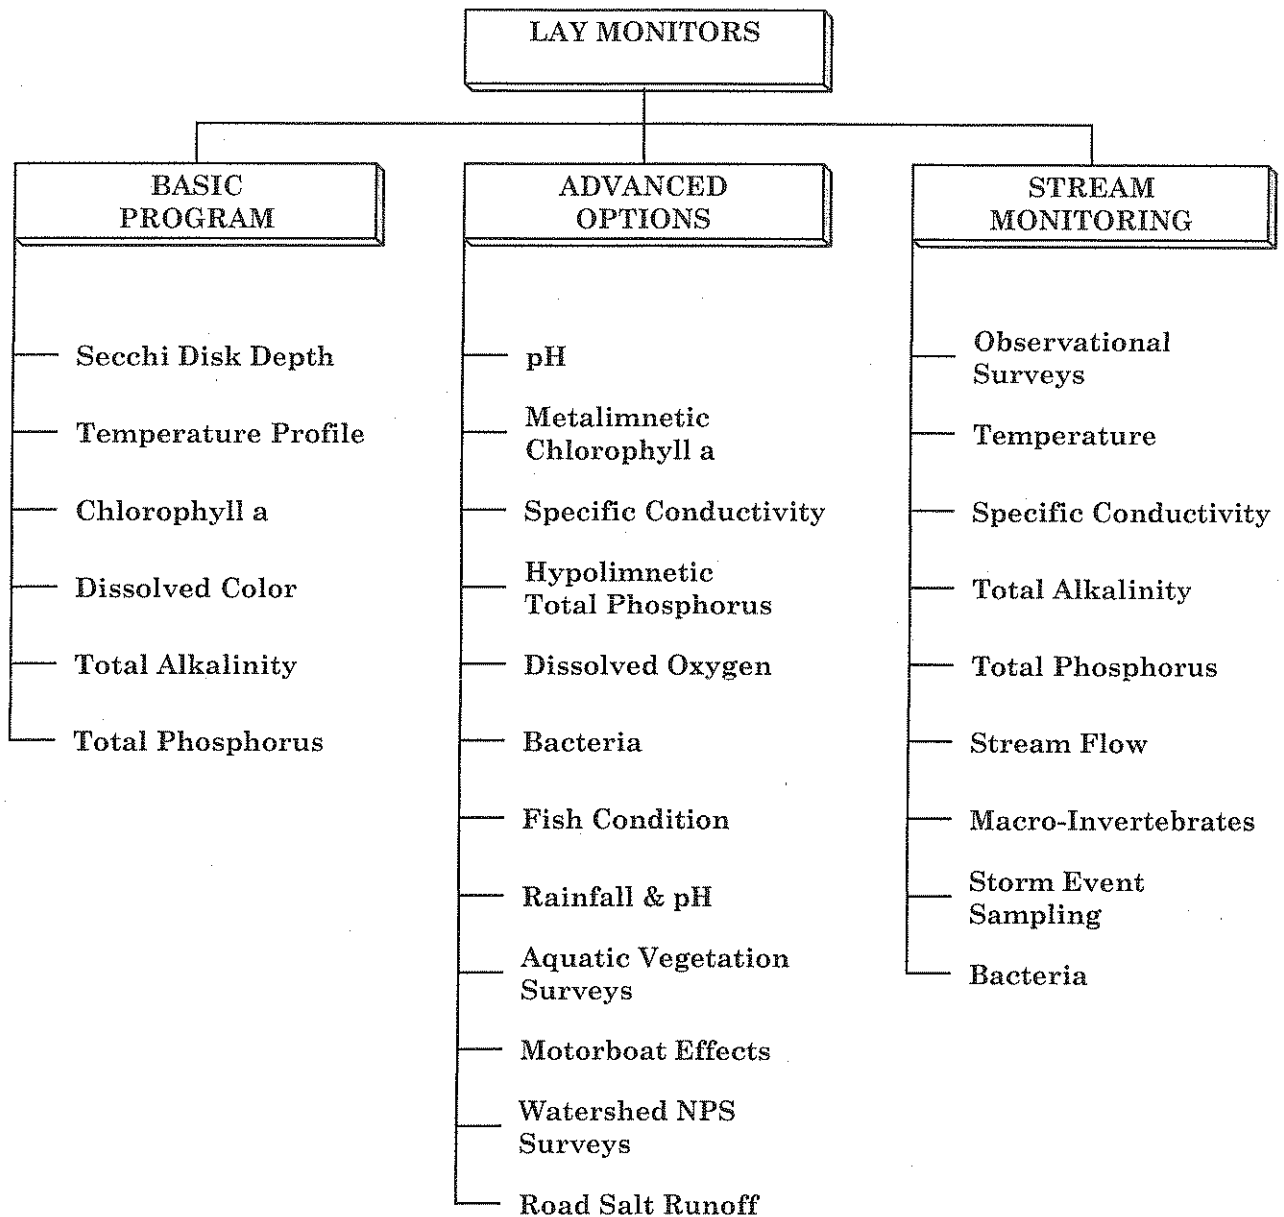 LAY MONITORS
BASIC
PROGRAM
Secchi Disk Depth
Temperature Profile
Chlorophyll a
Dissolved Color
Total Alkalinity
Total Phosphorus
ADVANCED
OPTIONS
pH
Metalimnetic
Chlorophyll a
Specific Conductivity
Hypolimnetic
Total Phosphorus
Dissolved Oxygen
Bacteria
Fish Condition
Rainfall & pH
Aquatic Vegetation
Surveys
Motorboat Effects
Watershed NPS
Surveys
Road Salt Runoff
STREAM
MONITORING
Observational
Surveys
Temperature
Specific Conductivity
Total Alkalinity
Total Phosphorus
Stream Flow
Macro-Invertebrates
Storm Event
Sampling
Bacteria